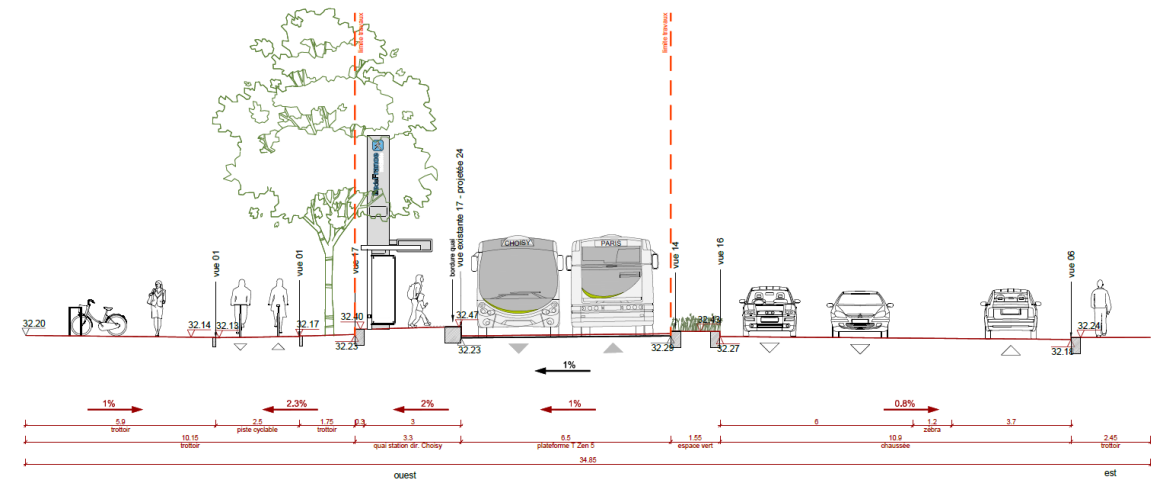 limite travaux
limite travaux
îledeFrance
vue 01
vue 01
vue 17
bordure quai
vue existante 17 - projetée 24
vue 14
vue 16
vue 06
CHOISY
PARIS
32.20
32.14
32.13
32.17
32.40
32.23
32.47
32.23
32.29
32.43
32.27
32.24
32.18
1%
1%
2.3%
2%
1%
0.8%
5.9
2.5
1.75
0.3
3
6
1.2
3.7
trottoir
piste cyclable
trottoir
zébra
10.15
3.3
6.5
1.55
10.9
2.45
trottoir
quai station dir. Choisy
plateforme T Zen 5
espace vert
chaussée
trottoir
34.85
ouest
est